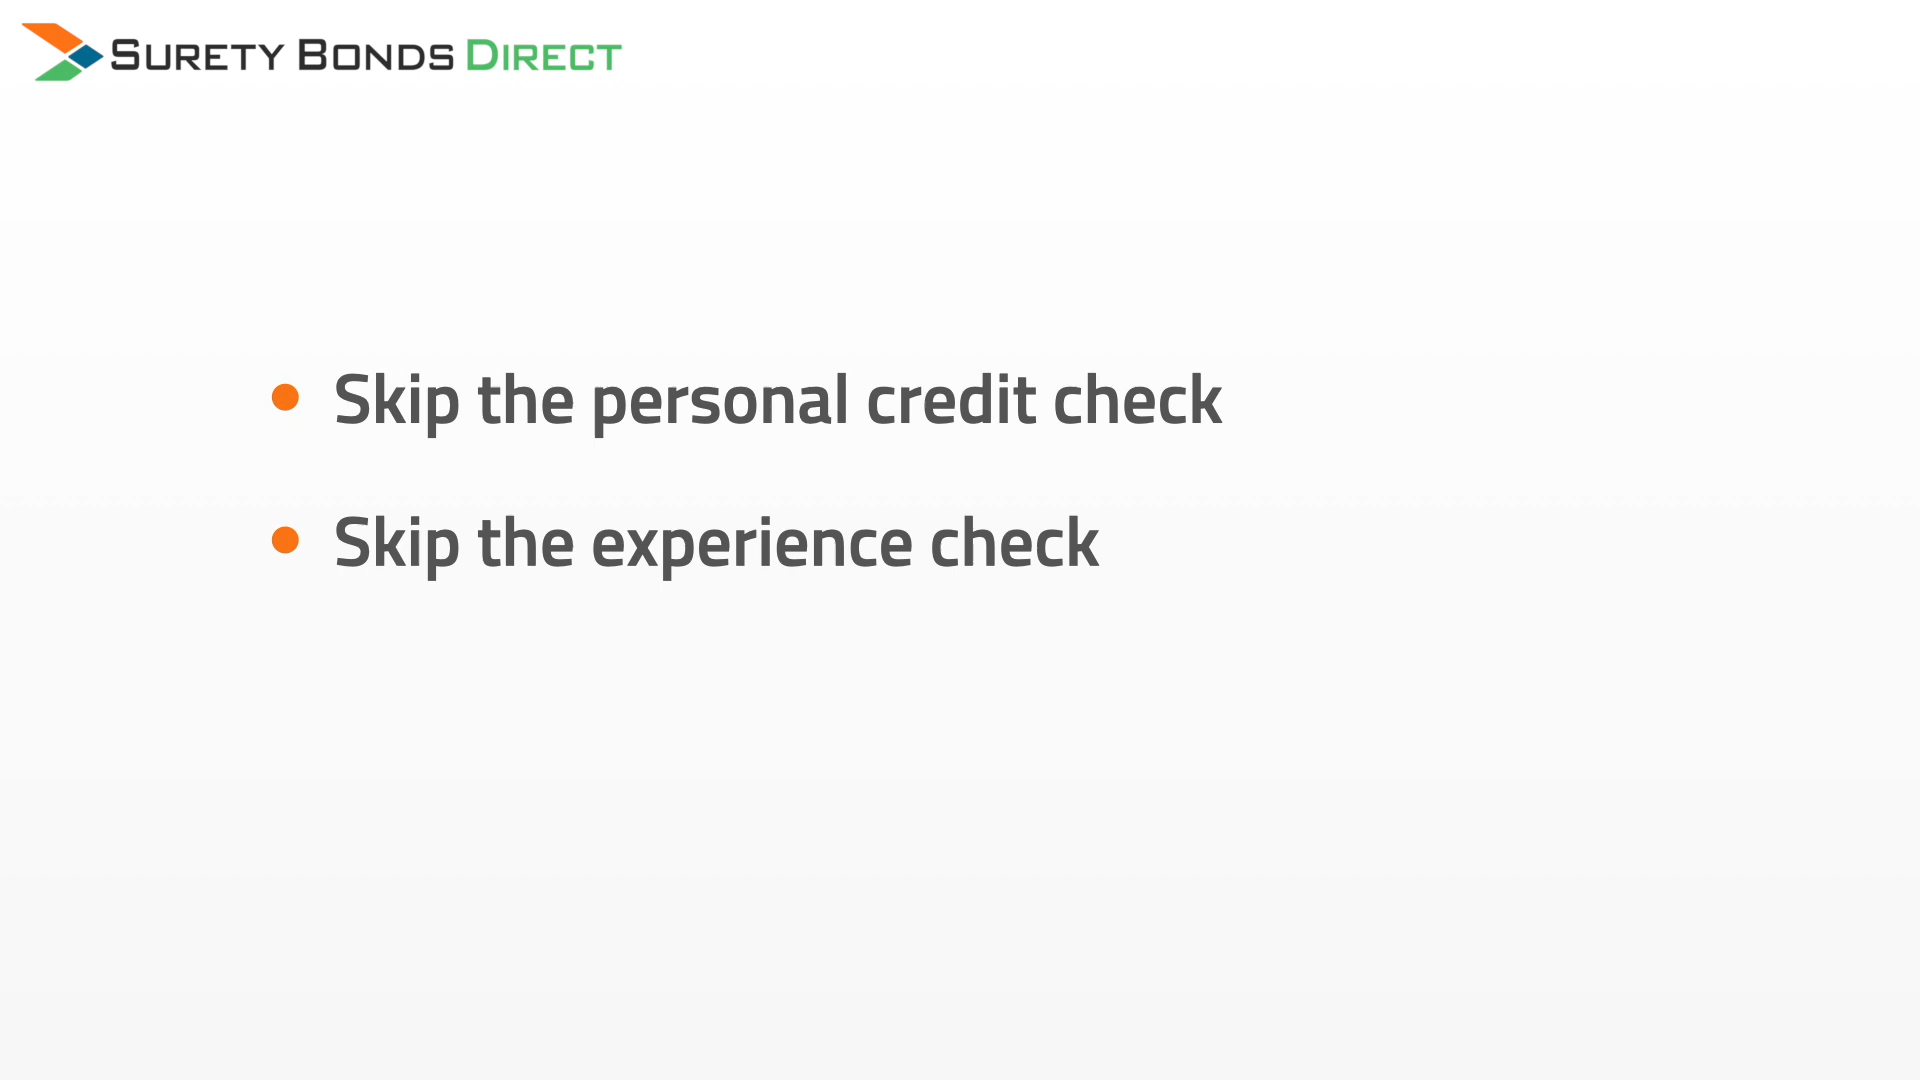 SURETY BONDS DIRECT
Skip the personal credit check
Skip the experience check